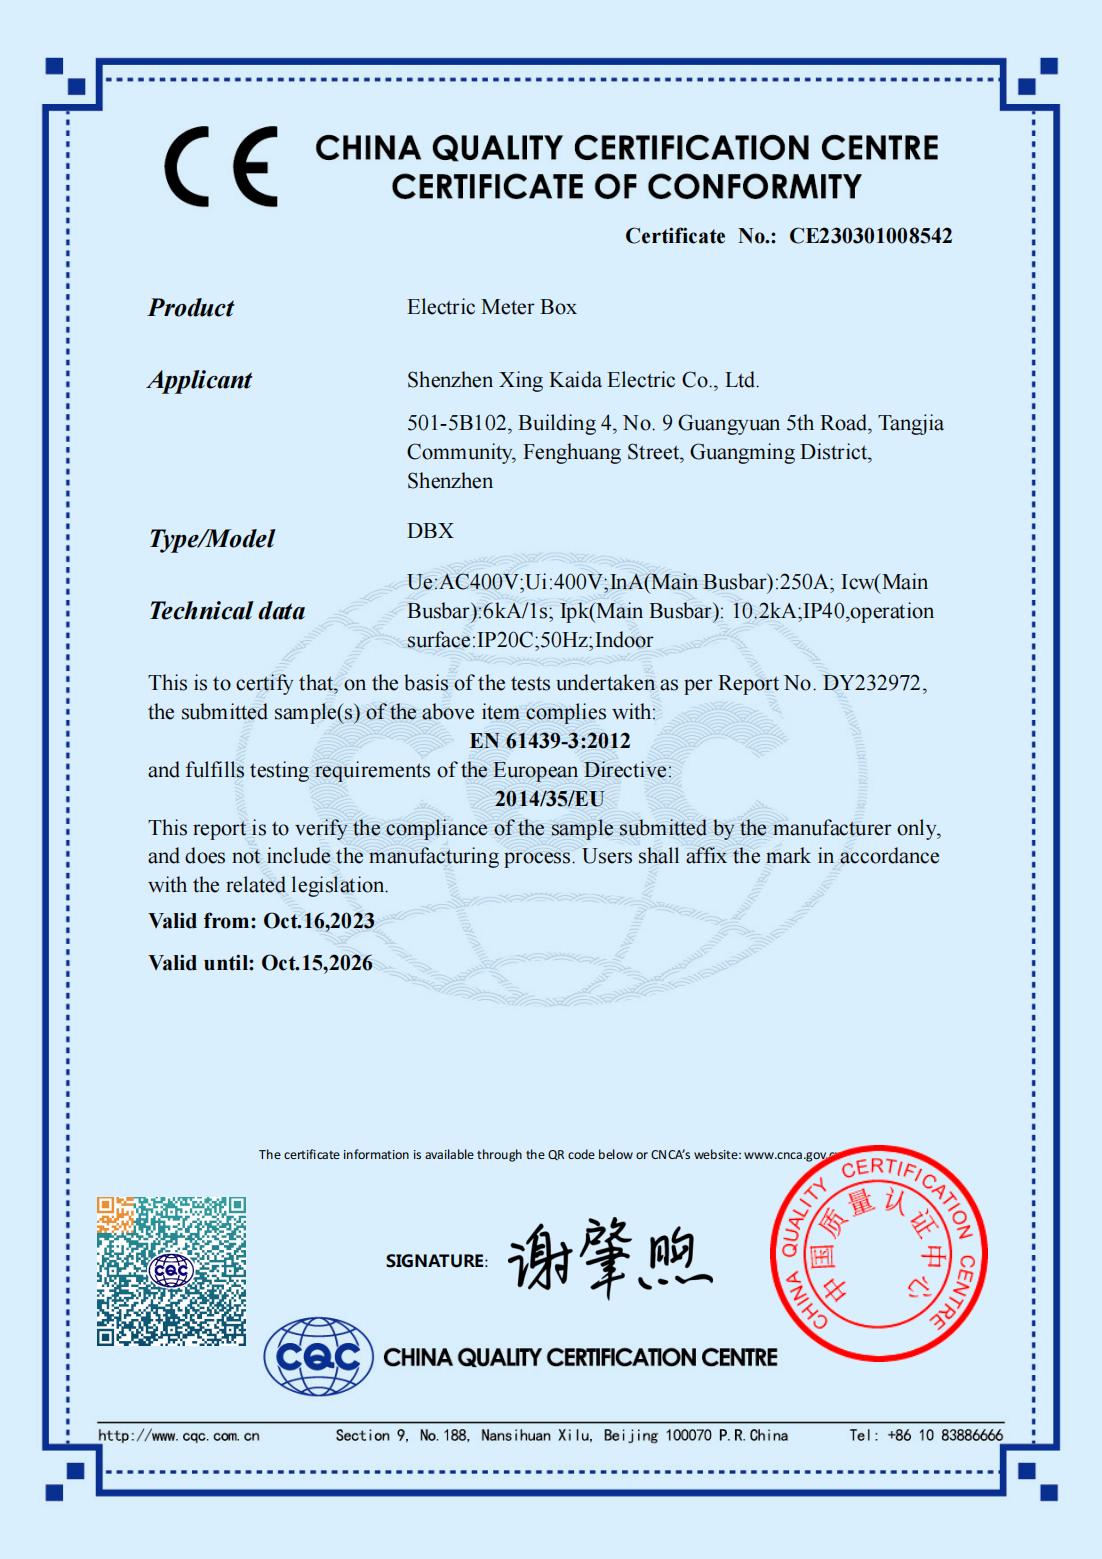 CE
CHINA QUALITY CERTIFICATION CENTRE
CERTIFICATE OF CONFORMITY
Certificate No.: CE230301008542
Product
Electric Meter Box
Applicant
Shenzhen Xing Kaida Electric Co., Ltd.
501-5B102, Building 4, No. 9 Guangyuan 5th Road, Tangjia
Community, Fenghuang Street, Guangming District,
Shenzhen
Type/Model
DBX
Technical data
Ue:AC400V;Ui:400V;InA(Main Busbar):250A; Icw(Main
Busbar):6kA/1s; Ipk(Main Busbar): 10.2kA;IP40,operation
surface:IP20C;50Hz;Indoor
This is to certify that, on the basis of the tests undertaken as per Report No. DY232972,
the submitted sample(s) of the above item complies with:
EN 61439-3:2012
and fulfills testing requirements of the European Directive:
2014/35/EU
This report is to verify the compliance of the sample submitted by the manufacturer only,
and does not include the manufacturing process. Users shall affix the mark in accordance
with the related legislation.
Valid from: Oct.16,2023
Valid until: Oct.15,2026
CQC
The certificate information is available through the QR code below or CNCA's website: www.cnca.gov.
CQC
SIGNATURE:
谢肇煦
CHINA QUALITY CERTIFICATION CENTRE
中国质量认证中心
CQC
CHINA QUALITY CERTIFICATION CENTRE
http://www.cqc.com.cn
Section 9, No.188, Nansihuan Xilu, Beijing 100070 P.R.China
Tel: +86 10 83886666